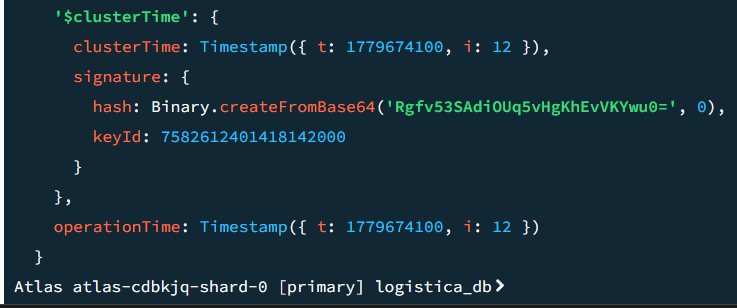 '$clusterTime': {
clusterTime: Timestamp({ t: 1779674100, i: 12 }),
signature: {
hash: Binary.createFromBase64('Rgfv53SAdiOUq5vHgKhEvVKYwu0=', 0),
keyId: 7582612401418142000
}
},
operationTime: Timestamp({ t: 1779674100, i: 12 })
}
Atlas atlas-cdbkjq-shard-0 [primary] logistica_db>